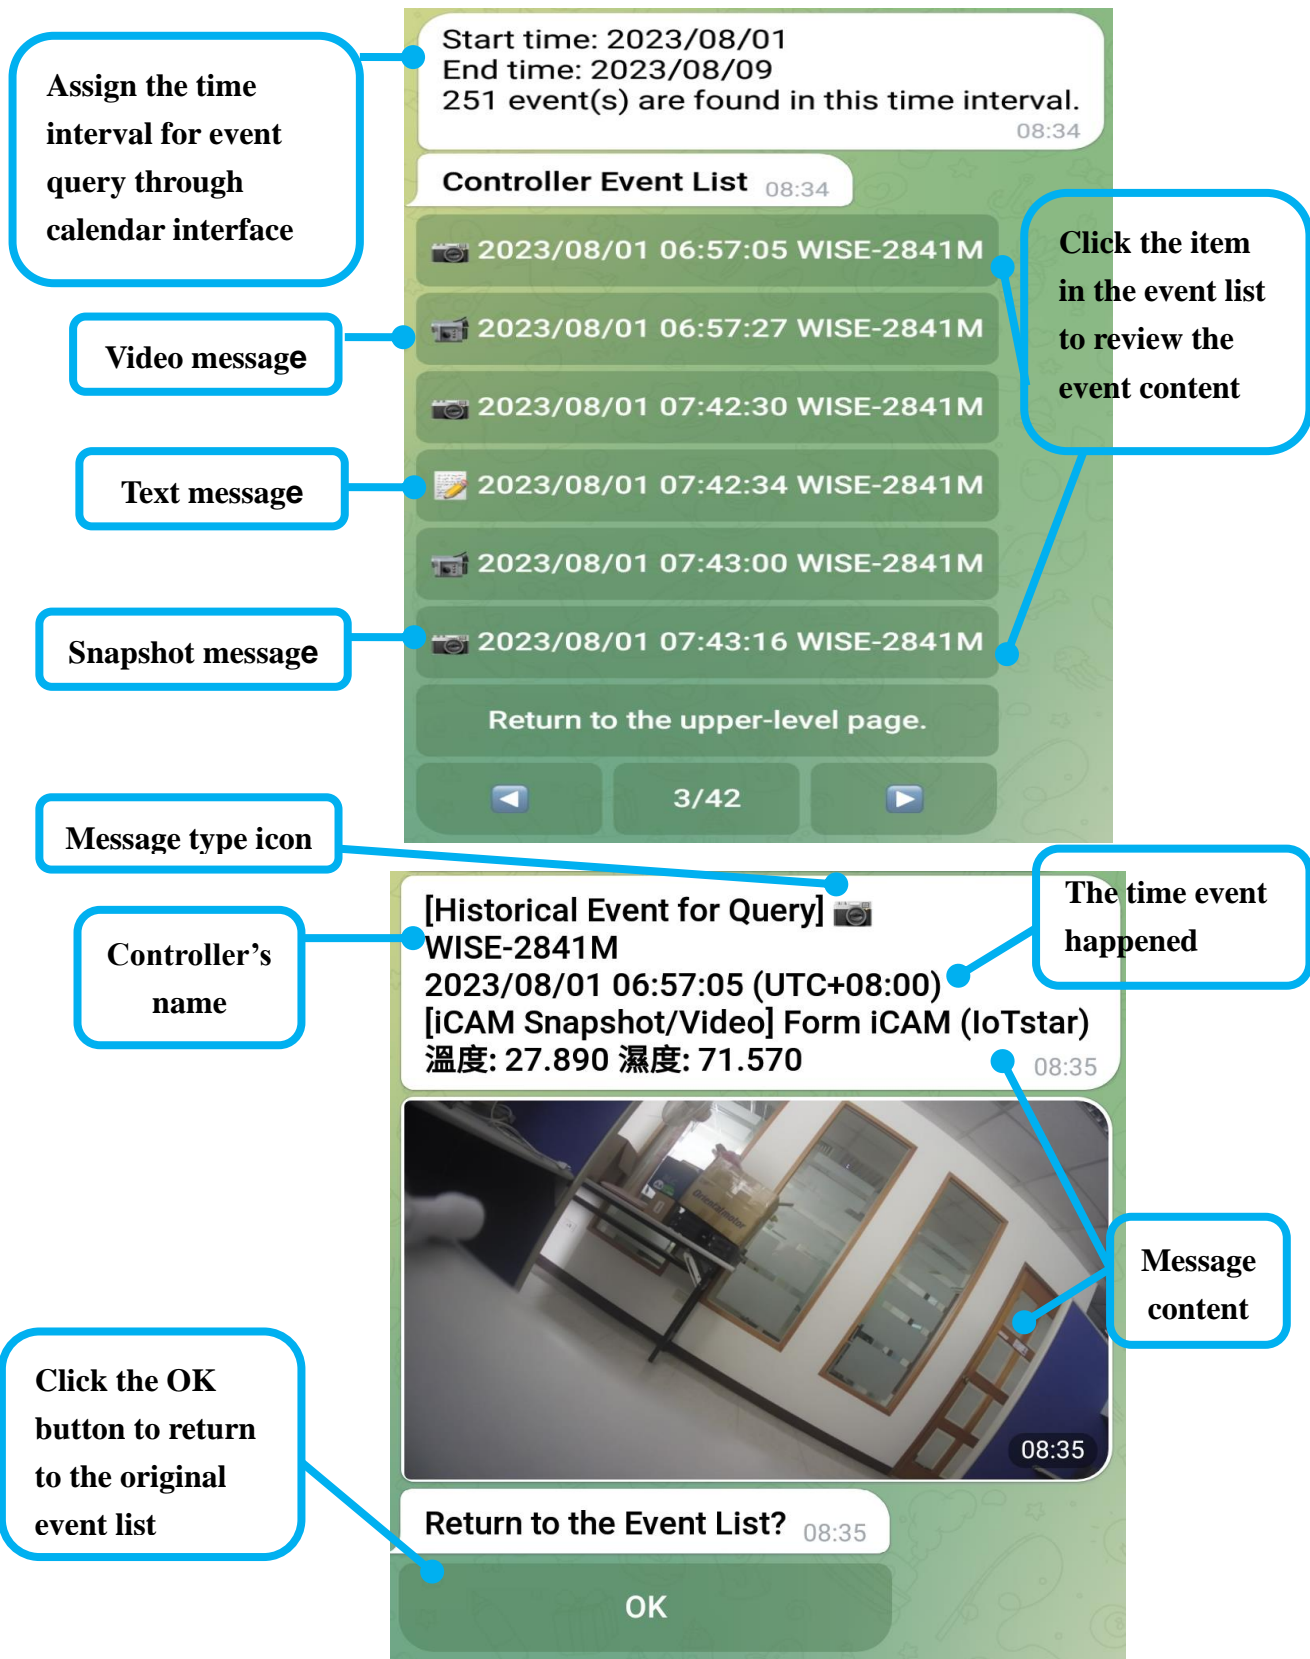 Start time: 2023/08/01
End time: 2023/08/09
251 event(s) are found in this time interval.
08:34
Assign the time
interval for event
query through
calendar interface
Controller Event List 08:34
2023/08/01 06:57:05 WISE-2841M
2023/08/01 06:57:27 WISE-2841M
2023/08/01 07:42:30 WISE-2841M
2023/08/01 07:42:34 WISE-2841M
2023/08/01 07:43:00 WISE-2841M
2023/08/01 07:43:16 WISE-2841M
Return to the upper-level page.
3/42
Click the item
in the event list
to review the
event content
Video message
Text message
Snapshot message
Message type icon
[Historical Event for Query]
WISE-2841M
2023/08/01 06:57:05 (UTC+08:00)
[iCAM Snapshot/Video] Form iCAM (IoTstar)
溫度: 27.890 濕度: 71.570
08:35
The time event
happened
Controller's
name
Oriental motor
08:35
Message
content
Click the OK
button to return
to the original
event list
Return to the Event List? 08:35
OK